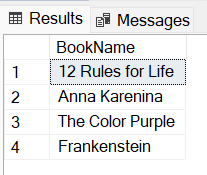 Results Messages
BookName
1 12 Rules for Life
2 Anna Karenina
3 The Color Purple
4 Frankenstein